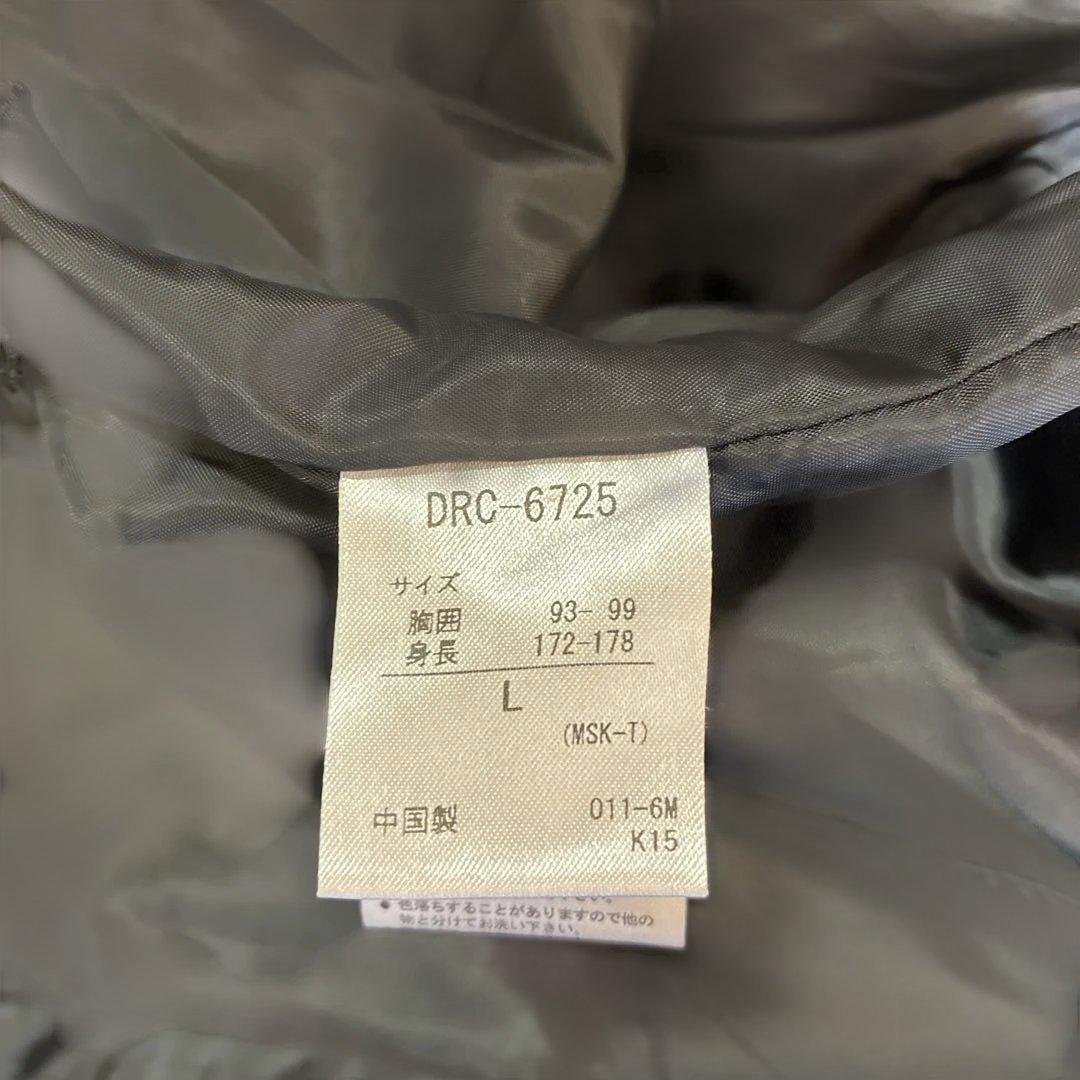 DRC-6725
サイズ
胸囲 93- 99
身長 172-178
L
(MSK-T)
中国製 011-6M
K15
● 色落ちすることがありますので他の
物と分けてお洗い下さい。